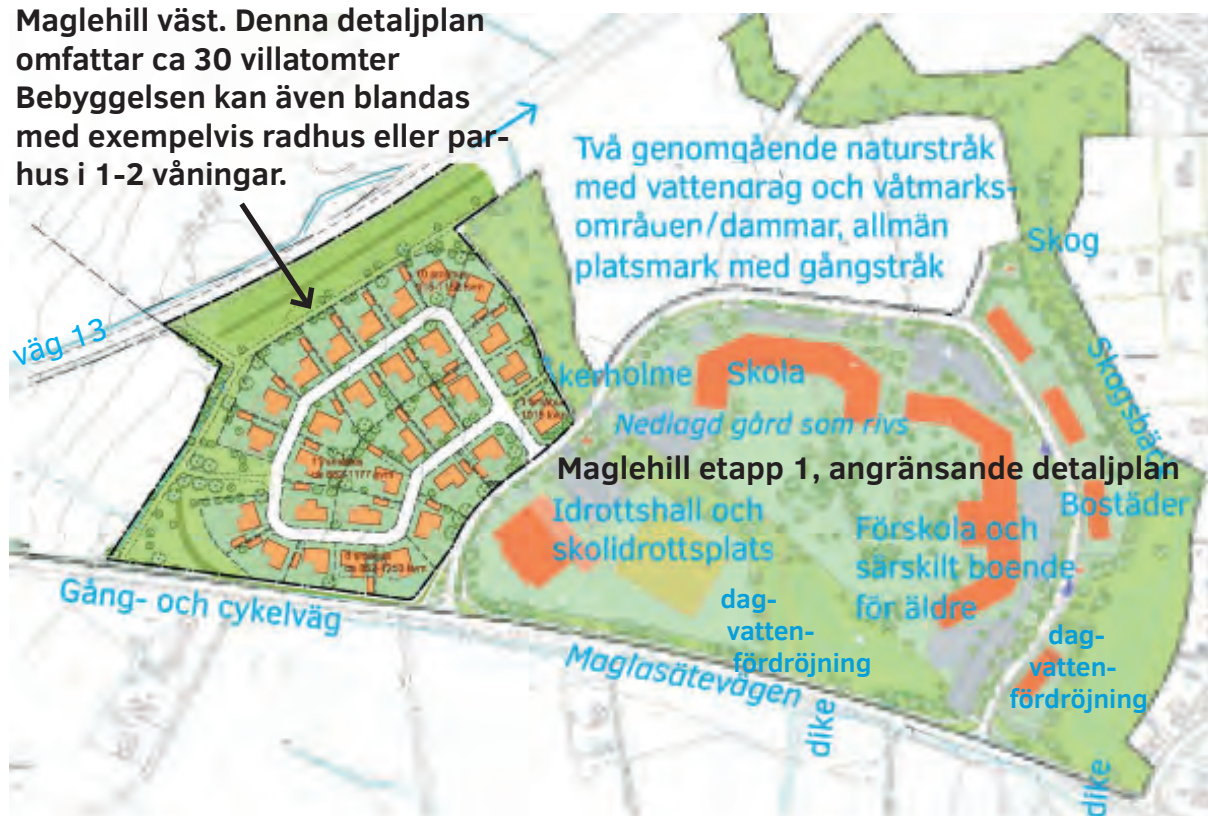 Maglehill väst. Denna detaljplan
omfattar ca 30 villatomter
Bebyggelsen kan även blandas
med exempelvis radhus eller par-
hus i 1-2 våningar.
Två genomgående naturstråk
med vattendrag och våtmarks-
områden/dammar, allmän
platsmark med gångstråk
Skog
väg 13
Åkerholme
Skola
Skogsbäck
Nedlagd gård som rivs
Maglehill etapp 1, angränsande detaljplan
Idrottshall och
skolidrottsplats
Förskola och
särskilt boende
för äldre
Bostäder
Gång- och cykelväg
dag-
vatten-
fördröjning
dag-
vatten-
fördröjning
Maglasätevägen
dike
dike